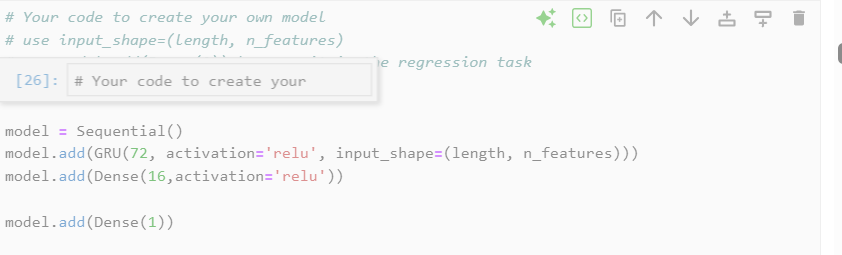 # Your code to create your own model
# use input_shape=(length, n_features)
regression task
[26]: # Your code to create your
model = Sequential()
model.add(GRU(72, activation='relu', input_shape=(length, n_features)))
model.add(Dense(16,activation='relu'))
model.add(Dense(1))